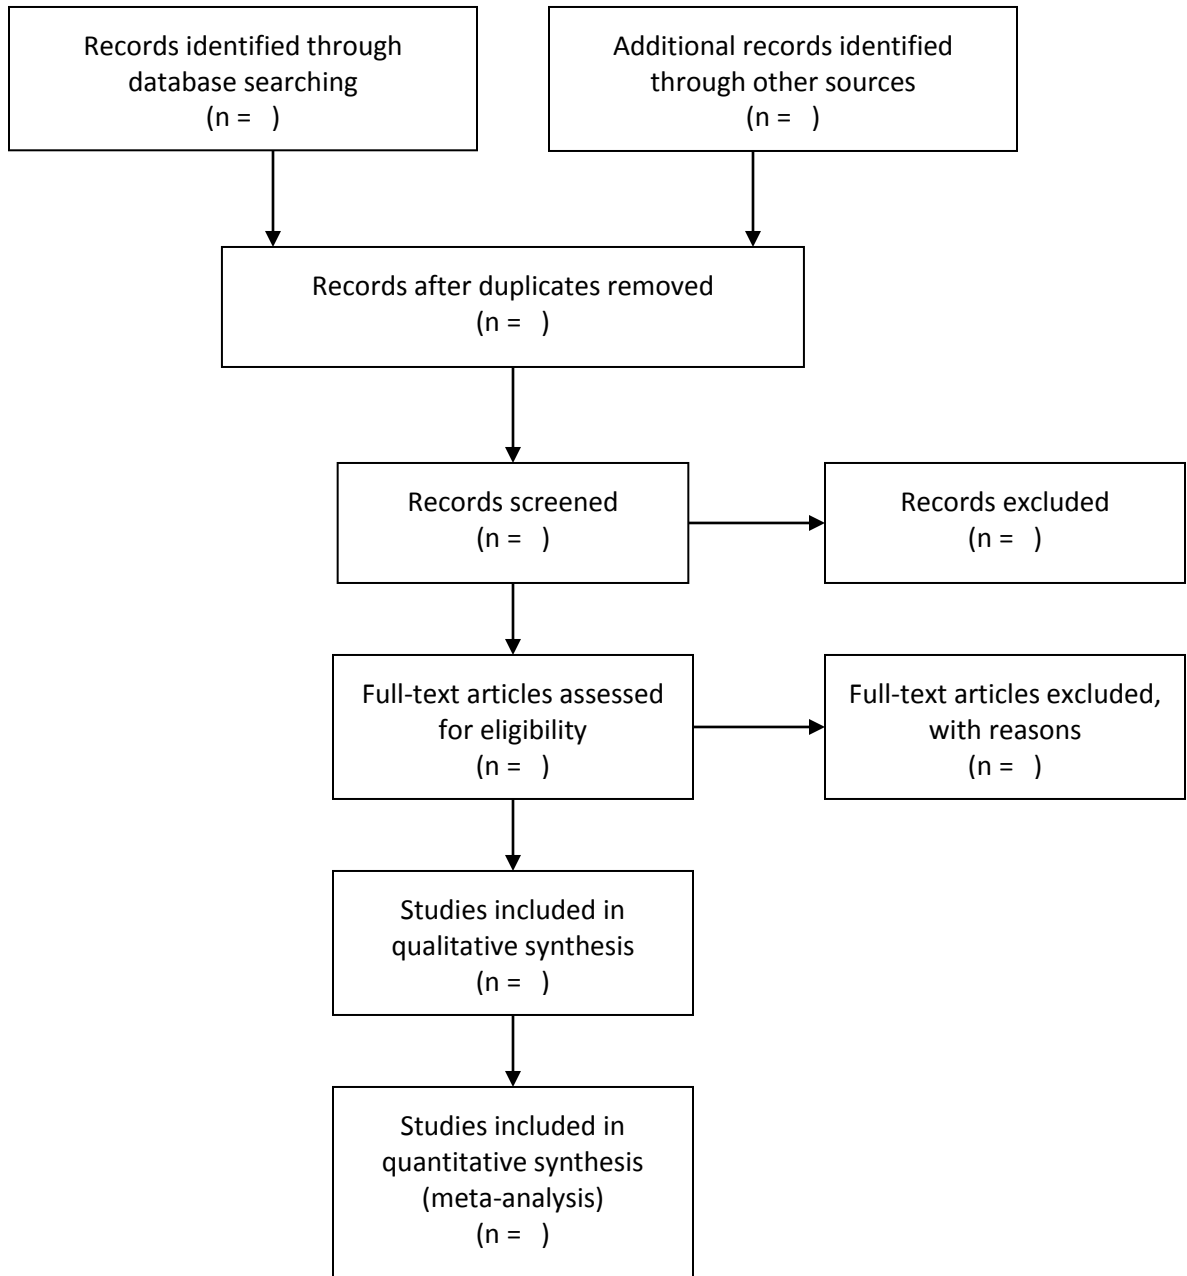 Records identified through
database searching
(n =   )
Additional records identified
through other sources
(n =   )
Records after duplicates removed
(n =   )
Records screened
(n =   )
Records excluded
(n =   )
Full-text articles assessed
for eligibility
(n =   )
Full-text articles excluded,
with reasons
(n =   )
Studies included in
qualitative synthesis
(n =   )
Studies included in
quantitative synthesis
(meta-analysis)
(n =   )